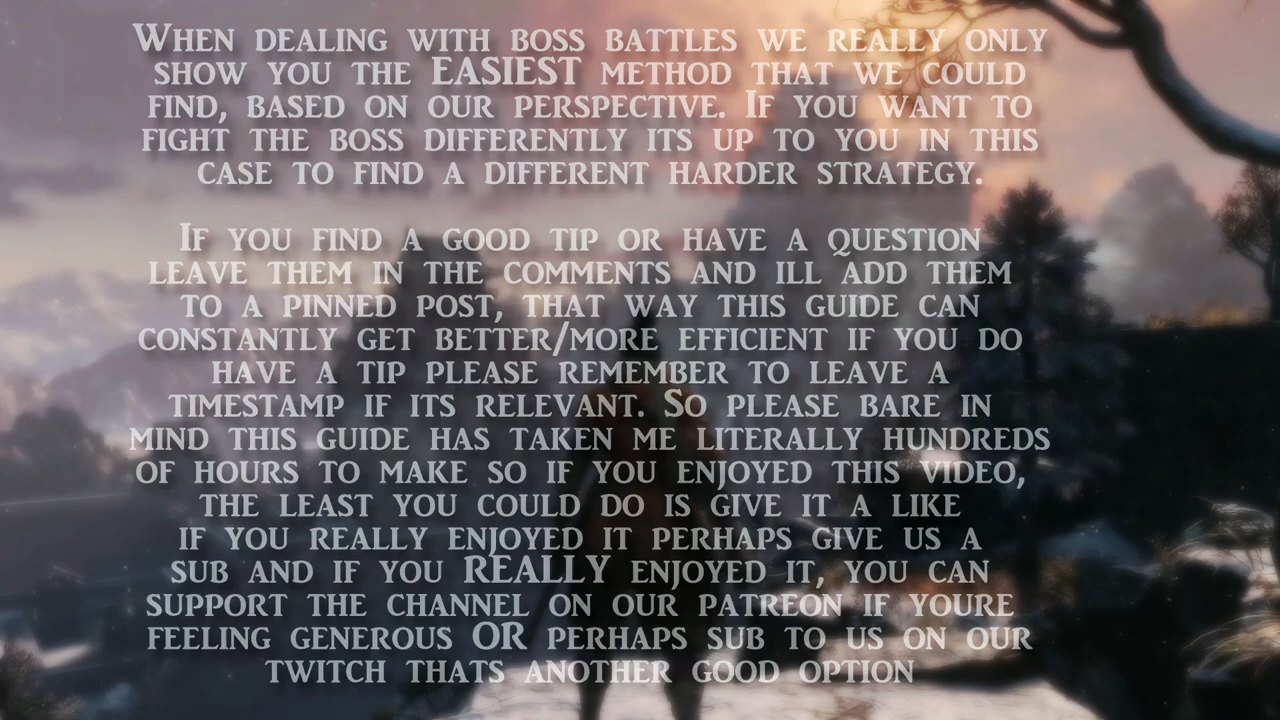 When dealing with boss battles we really only
show you the EASIEST method that we could
find, based on our perspective. If you want to
fight the boss differently its up to you in this
case to find a different harder strategy.
If you find a good tip or have a question
leave them in the comments and ill add them
to a pinned post, that way this guide can
constantly get better/more efficient if you do
have a tip please remember to leave a
timestamp if its relevant. So please bare in
mind this guide has taken me literally hundreds
of hours to make so if you enjoyed this video,
the least you could do is give it a like
if you really enjoyed it perhaps give us a
sub and if you REALLY enjoyed it, you can
support the channel on our patreon if youre
feeling generous OR perhaps sub to us on our
twitch thats another good option